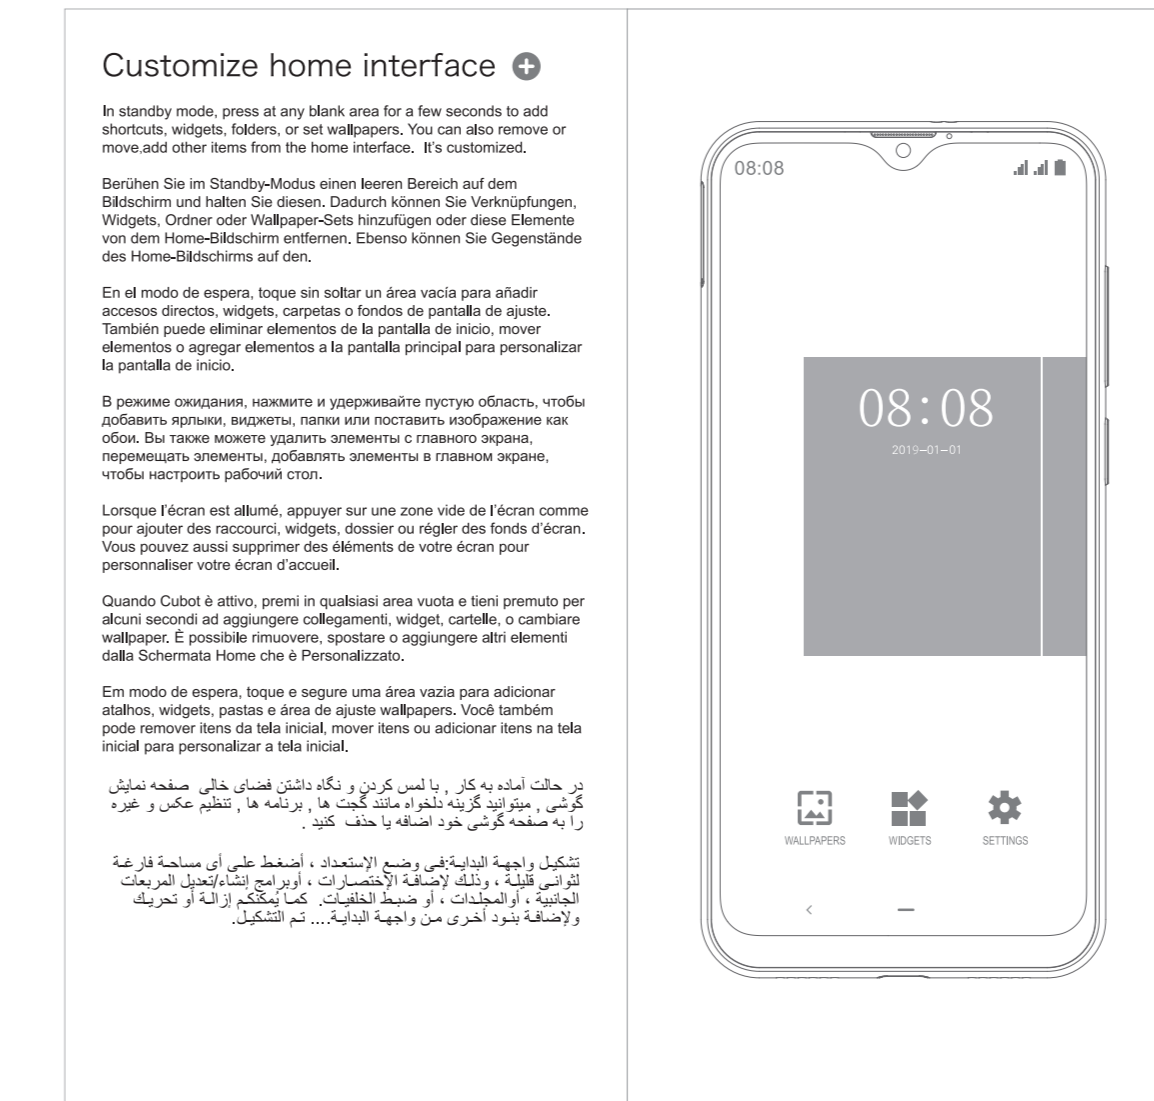 Customize home interface
In standby mode, press at any blank area for a few seconds to add
shortcuts, widgets, folders, or set wallpapers. You can also remove or
move,add other items from the home interface. It's customized.
Berühen Sie im Standby-Modus einen leeren Bereich auf dem
Bildschirm und halten Sie diesen. Dadurch können Sie Verknüpfungen,
Widgets, Ordner oder Wallpaper-Sets hinzufügen oder diese Elemente
von dem Home-Bildschirm entfernen. Ebenso können Sie Gegenstände
des Home-Bildschirms auf den.
En el modo de espera, toque sin soltar un área vacía para añadir
accesos directos, widgets, carpetas o fondos de pantalla de ajuste.
También puede eliminar elementos de la pantalla de inicio, mover
elementos o agregar elementos a la pantalla principal para personalizar
la pantalla de inicio.
В режиме ожидания, нажмите и удерживайте пустую область, чтобы
добавить ярлыки, виджеты, папки или поставить изображение как
обои. Вы также можете удалить элементы с главного экрана,
перемещать элементы, добавлять элементы в главном экране,
чтобы настроить рабочий стол.
Lorsque l'écran est allumé, appuyer sur une zone vide de l'écran comme
pour ajouter des raccourci, widgets, dossier ou régler des fonds d'écran.
Vous pouvez aussi supprimer des éléments de votre écran pour
personnaliser votre écran d'accueil.
Quando Cubot è attivo, premi in qualsiasi area vuota e tieni premuto per
alcuni secondi ad aggiungere collegamenti, widget, cartelle, o cambiare
wallpaper. È possibile rimuovere, spostare o aggiungere altri elementi
dalla Schermata Home che è Personalizzato.
Em modo de espera, toque e segure uma área vazia para adicionar
atalhos, widgets, pastas e área de ajuste wallpapers. Você também
pode remover itens da tela inicial, mover itens ou adicionar itens na tela
inicial para personalizar a tela inicial.
در حالت آماده به کار , با لمس کردن و نگاه داشتن فضای خالی صفحه نمایش
گوشی , میتوانید گزینه دلخواه مانند گجت ها , برنامه ها , تنظیم عکس و غیره
را به صفحه گوشی خود اضافه یا حذف کنید .
تشكيل واجهة البداية:فى وضع الإستعداد ، أضغط على أى مساحة فارغة
لثوانى قليلة ، وذلك لإضافة الإختصارات ، أوبرامج إنشاء/تعديل المربعات
الجانبية ، أوالمجلدات ، أو ضبط الخلفيات. كما يُمكنكم إزالة أو تحريك
ولإضافة بنود أخرى من واجهة البداية.... تم التشكيل.
08:08
08:08
2019-01-01
WALLPAPERS WIDGETS SETTINGS